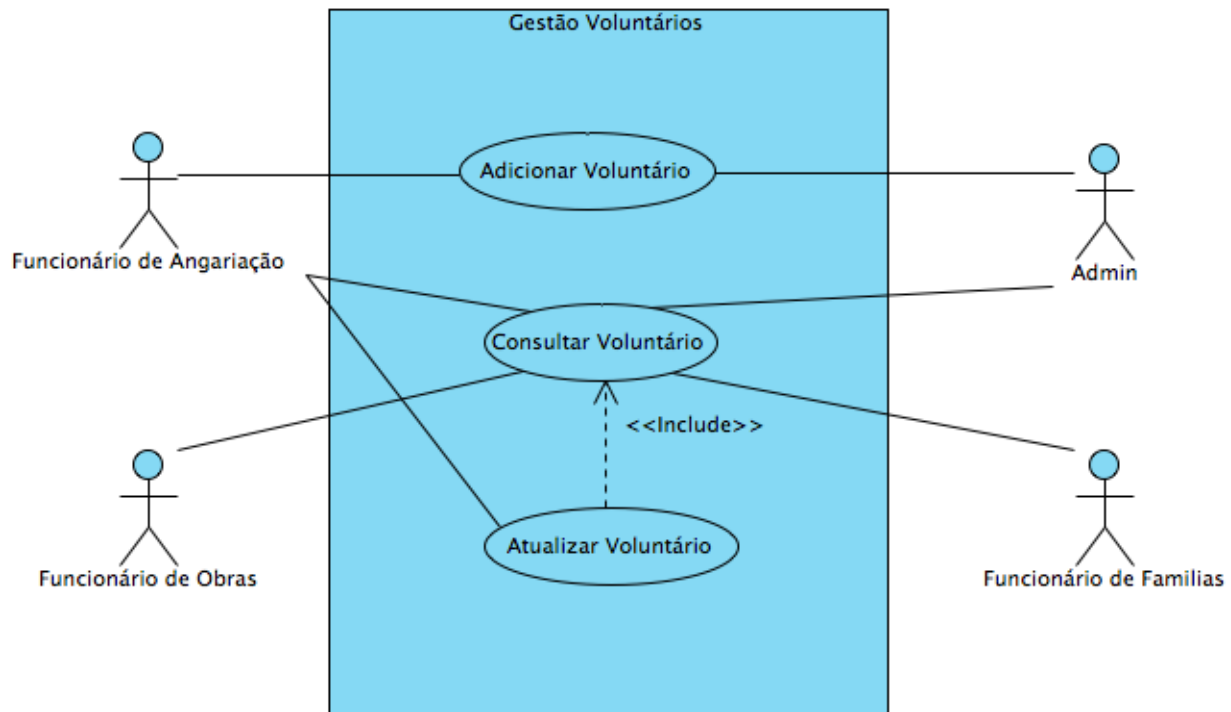 Gestão Voluntários
Adicionar Voluntário
Funcionário de Angariação
Admin
Consultar Voluntário
<<Include>>
Atualizar Voluntário
Funcionário de Obras
Funcionário de Familias